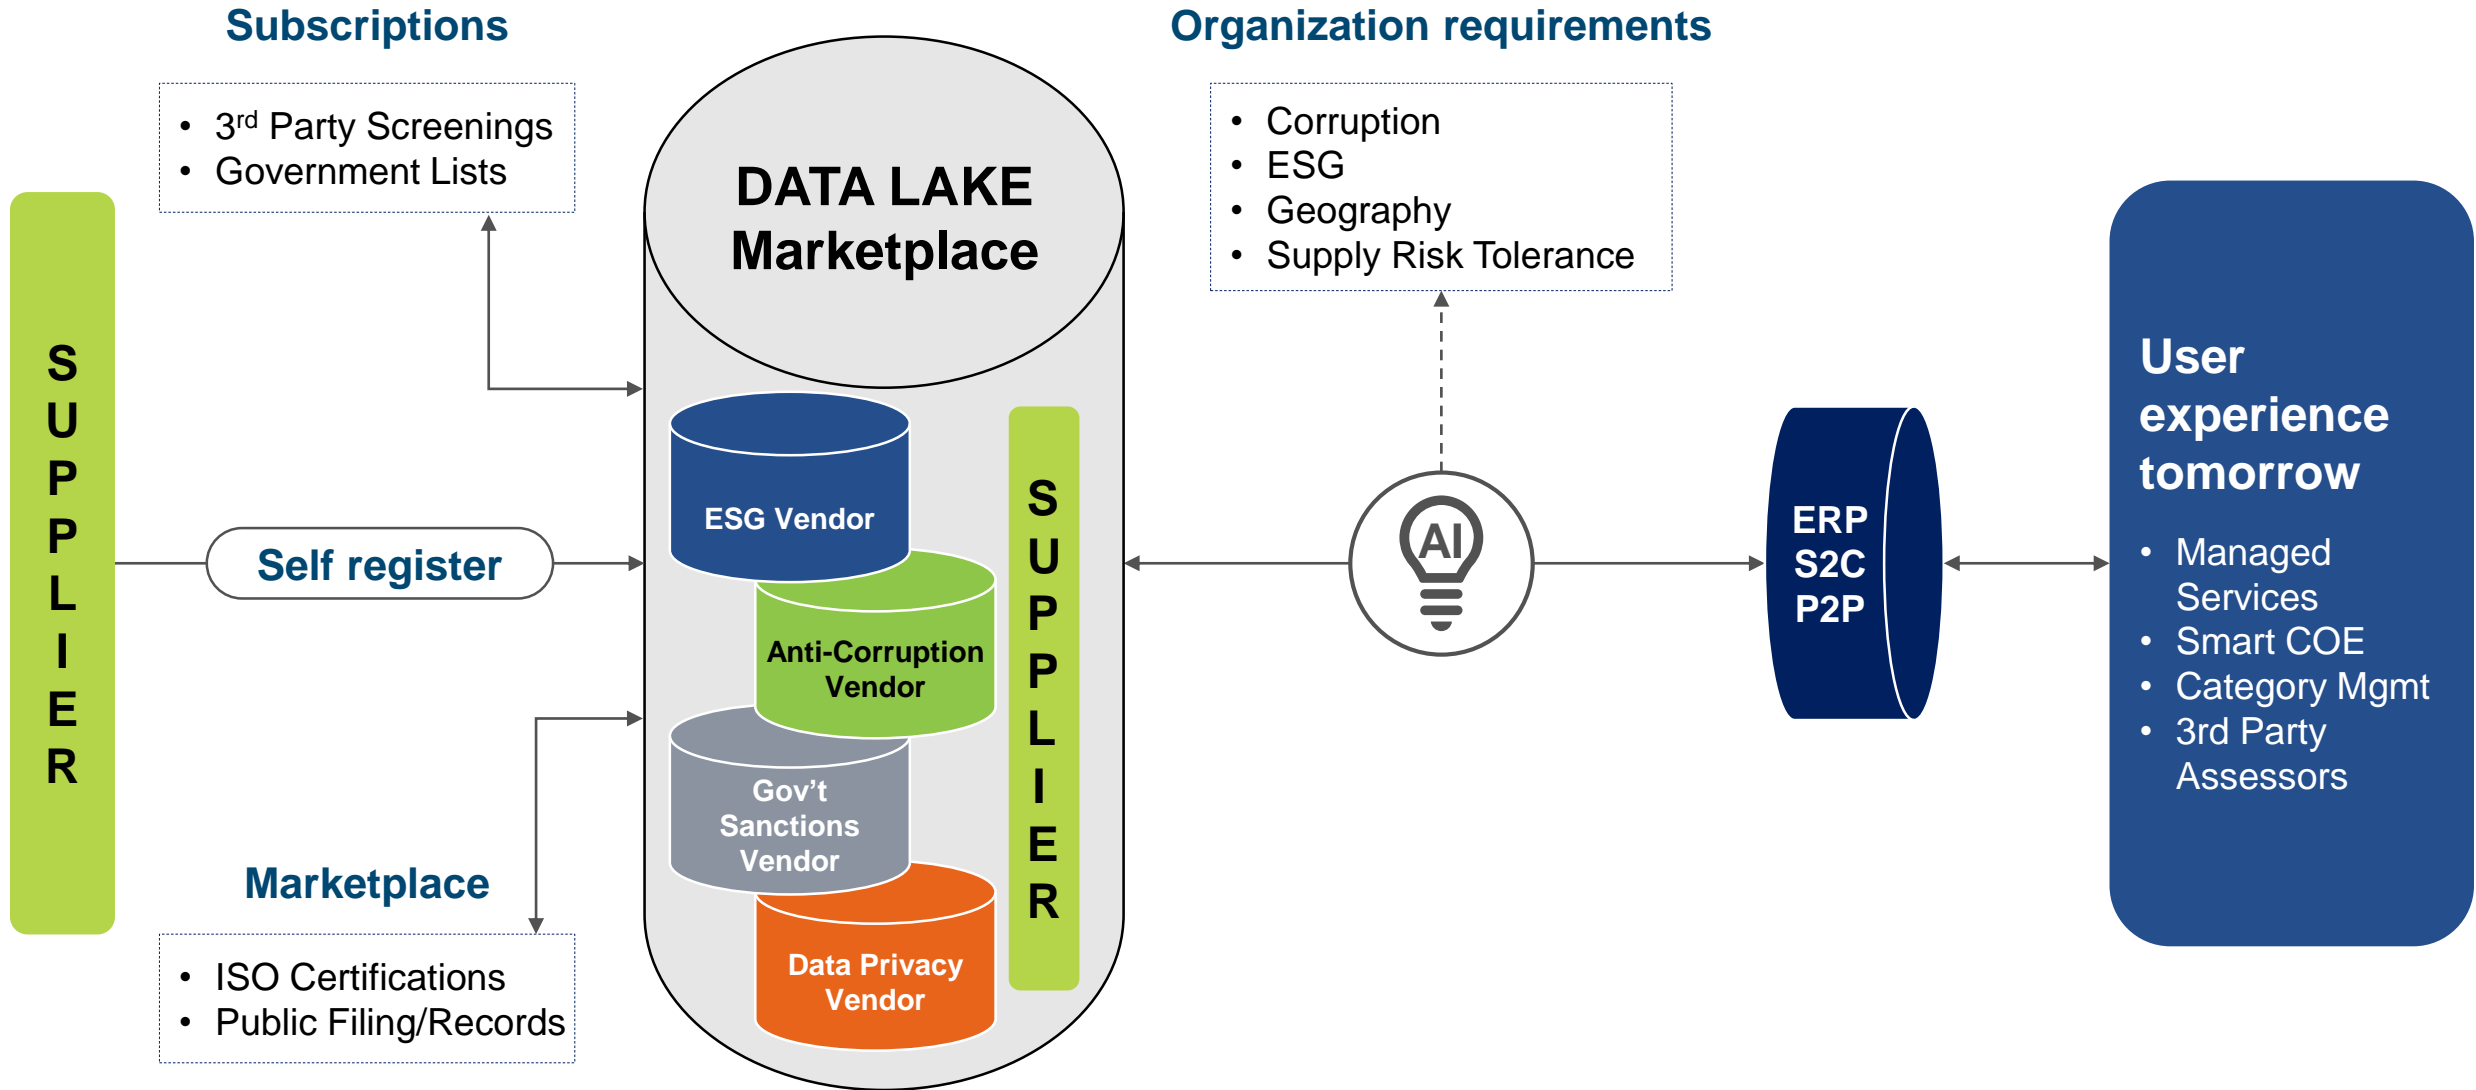 Subscriptions
• 3rd Party Screenings
• Government Lists
SUPPLIER
Self register
Marketplace
• ISO Certifications
• Public Filing/Records
DATA LAKE
Marketplace
ESG Vendor
Anti-Corruption
Vendor
Gov’t
Sanctions
Vendor
Data Privacy
Vendor
SUPPLIER
Organization requirements
• Corruption
• ESG
• Geography
• Supply Risk Tolerance
AI
ERP
S2C
P2P
User
experience
tomorrow
• Managed
Services
• Smart COE
• Category Mgmt
• 3rd Party
Assessors